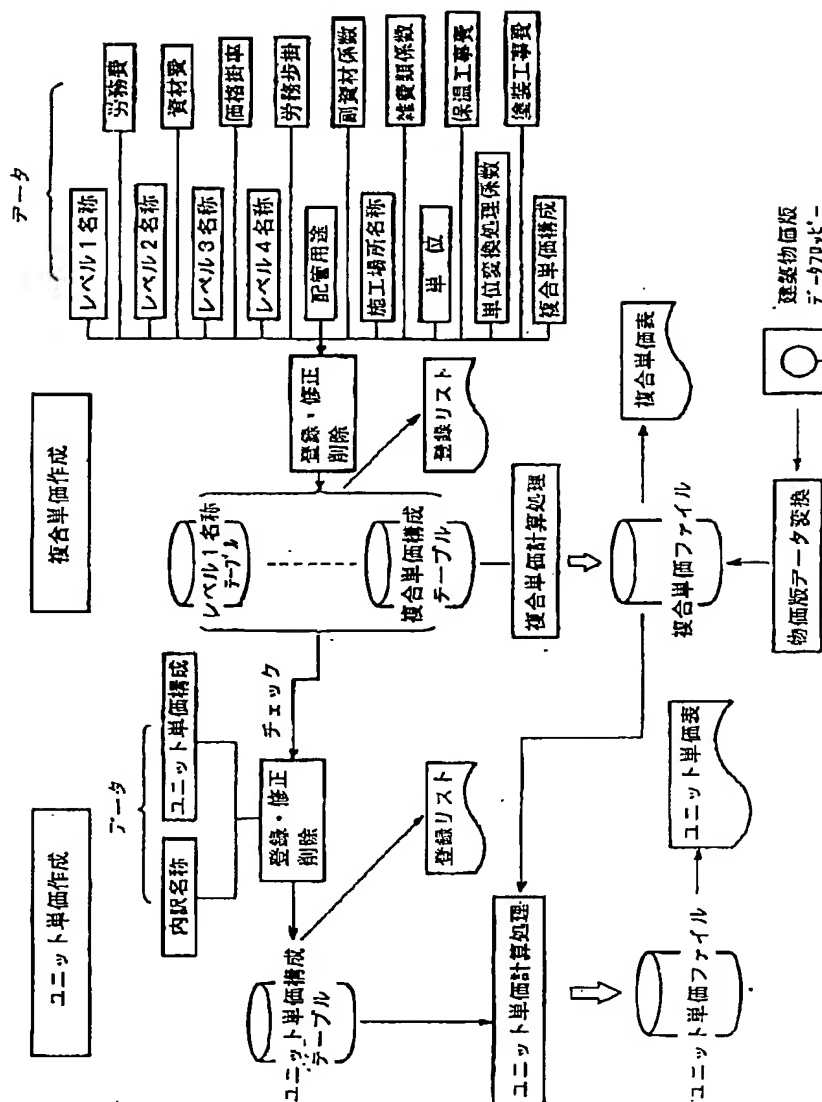 ユニット単価作成
データ
内訳名称
ユニット単価構成
登録・修正
削除
チェック
ユニット単価構成
テーブル
登録リスト
ユニット単価計算処理
ユニット単価ファイル
ユニット単価表
複合単価作成
レベル1名称
テーブル
複合単価構成
テーブル
登録・修正
削除
登録リスト
複合単価計算処理
複合単価ファイル
複合単価表
物価版データ変換
建築物価版
データフロッピー
データ
レベル1名称
労務費
レベル2名称
資材費
レベル3名称
価格掛率
レベル4名称
労務歩掛
配管用途
副資材係数
施工場所名称
雑費類係数
単位
保温工事費
単位変換処理係数
塗装工事費
複合単価構成